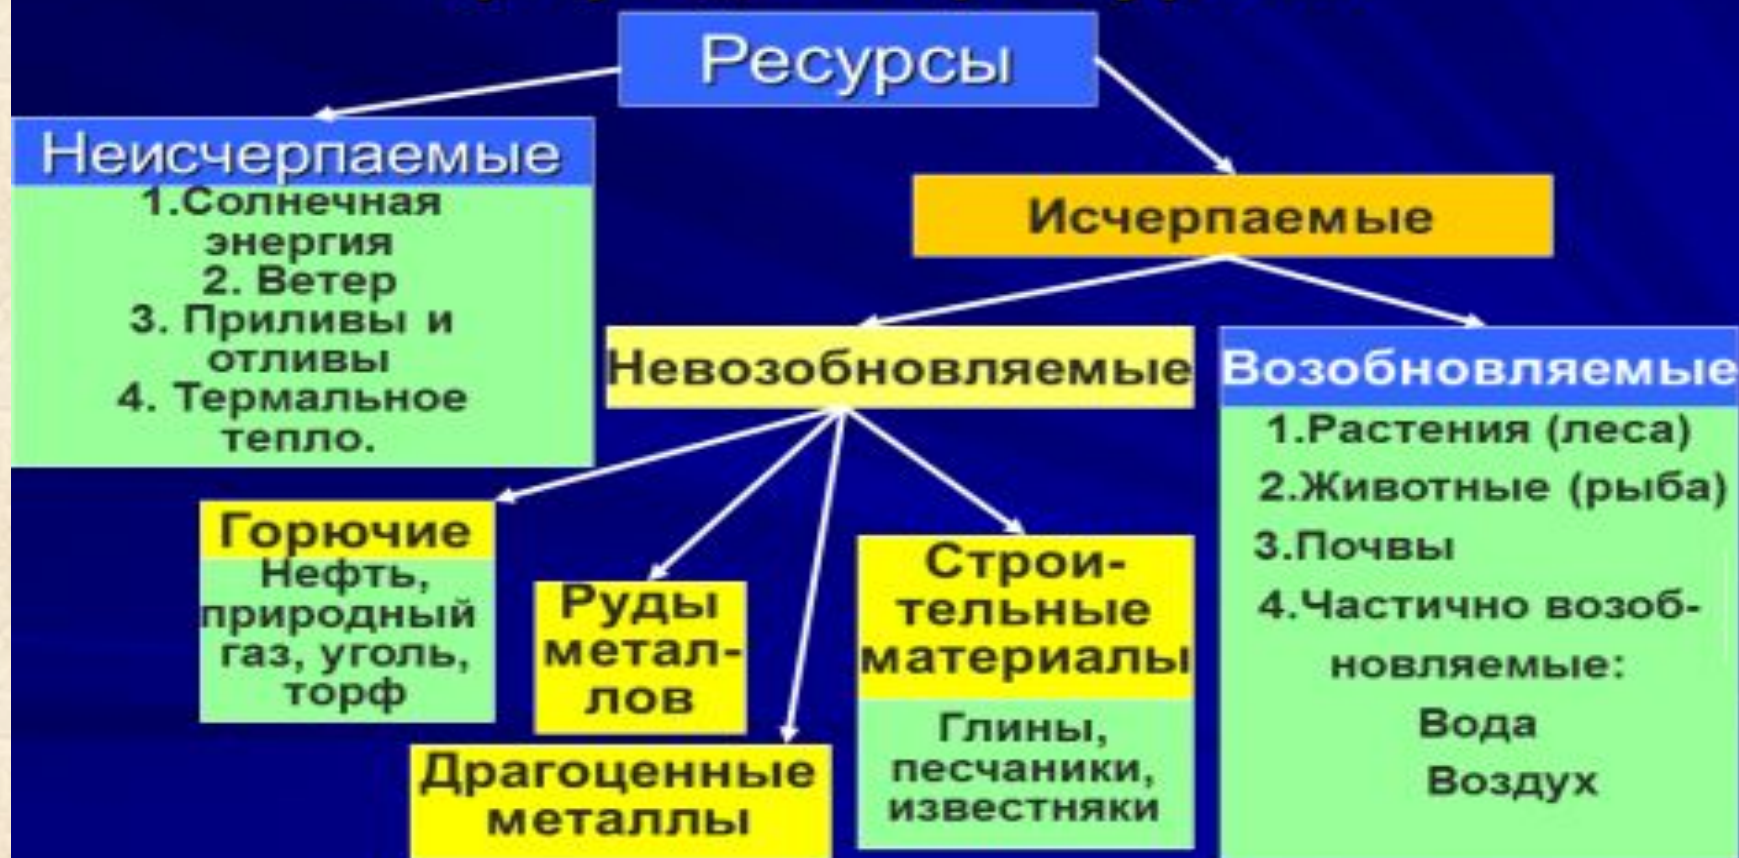 Ресурсы
Неисчерпаемые
1.Солнечная
энергия
2. Ветер
3. Приливы и
отливы
4. Термальное
тепло.
Исчерпаемые
Невозобновляемые
Горючие
Нефть,
природный
газ, уголь,
торф
Руды
метал-
лов
Драгоценные
металлы
Строи-
тельные
материалы
Глины,
песчаники,
известняки
Возобновляемые
1.Растения (леса)
2.Животные (рыба)
3.Почвы
4.Частично возоб-
новляемые:
Вода
Воздух